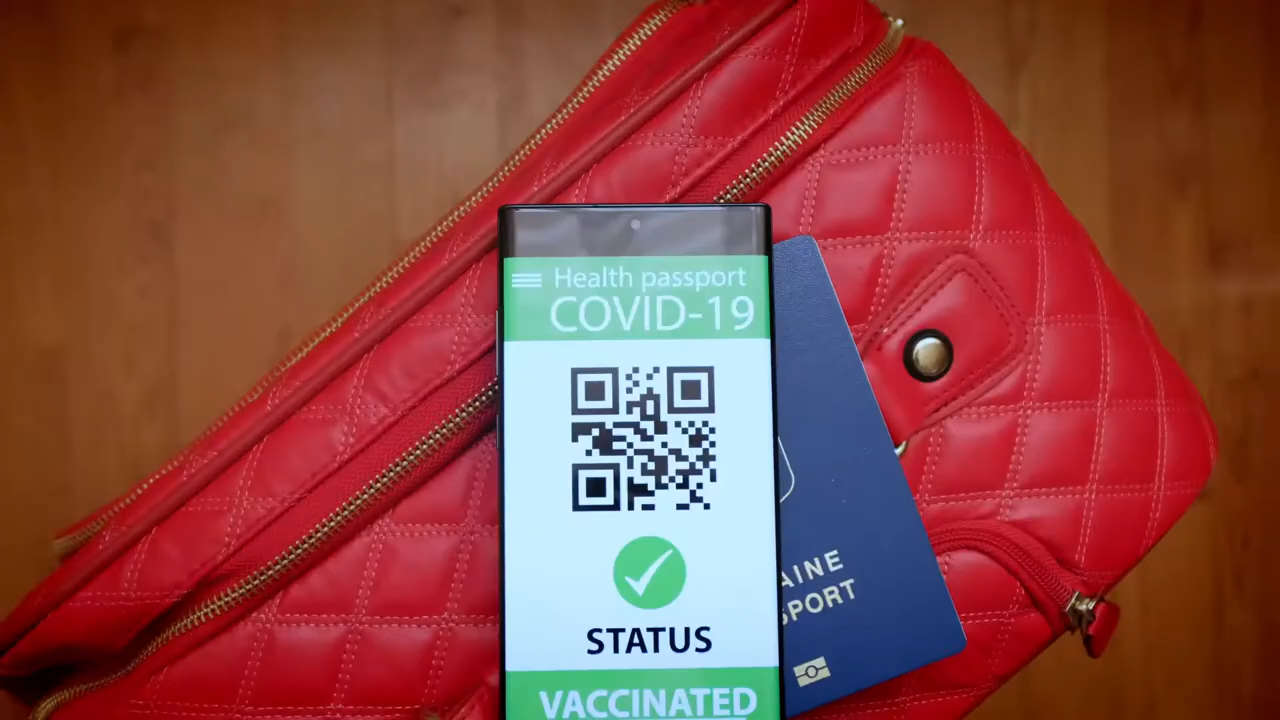 Health passport
COVID-19
STATUS
VACCINATED
AINE
SPORT